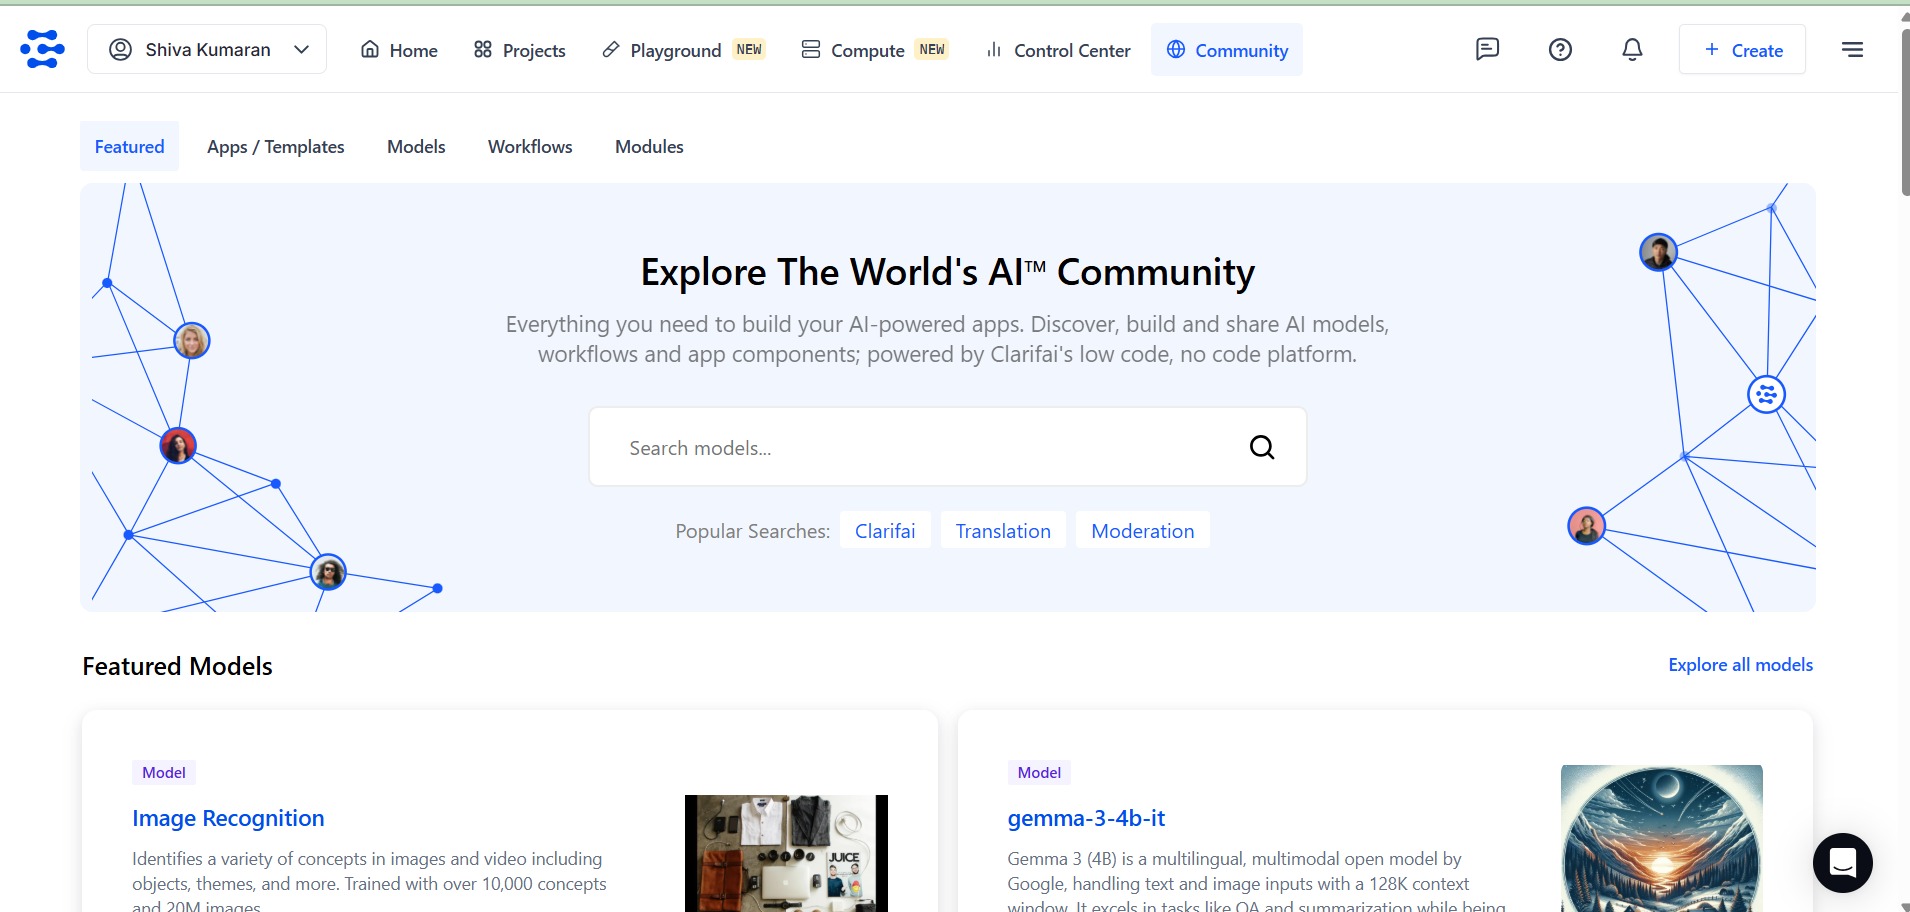 Shiva Kumaran
Home
Projects
Playground NEW
Compute NEW
Control Center
Community
+ Create
Featured
Apps / Templates
Models
Workflows
Modules
Explore The World's AI™ Community
Everything you need to build your AI-powered apps. Discover, build and share AI models,
workflows and app components; powered by Clarifai's low code, no code platform.
Search models...
Popular Searches: Clarifai Translation Moderation
Featured Models
Explore all models
Model
Image Recognition
Identifies a variety of concepts in images and video including
objects, themes, and more. Trained with over 10,000 concepts
and 20M images.
JUICE
Model
gemma-3-4b-it
Gemma 3 (4B) is a multilingual, multimodal open model by
Google, handling text and image inputs with a 128K context
window. It excels in tasks like QA and summarization while being